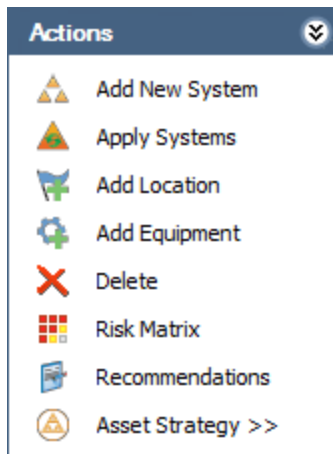 Actions
Add New System
Apply Systems
Add Location
Add Equipment
Delete
Risk Matrix
Recommendations
Asset Strategy >>